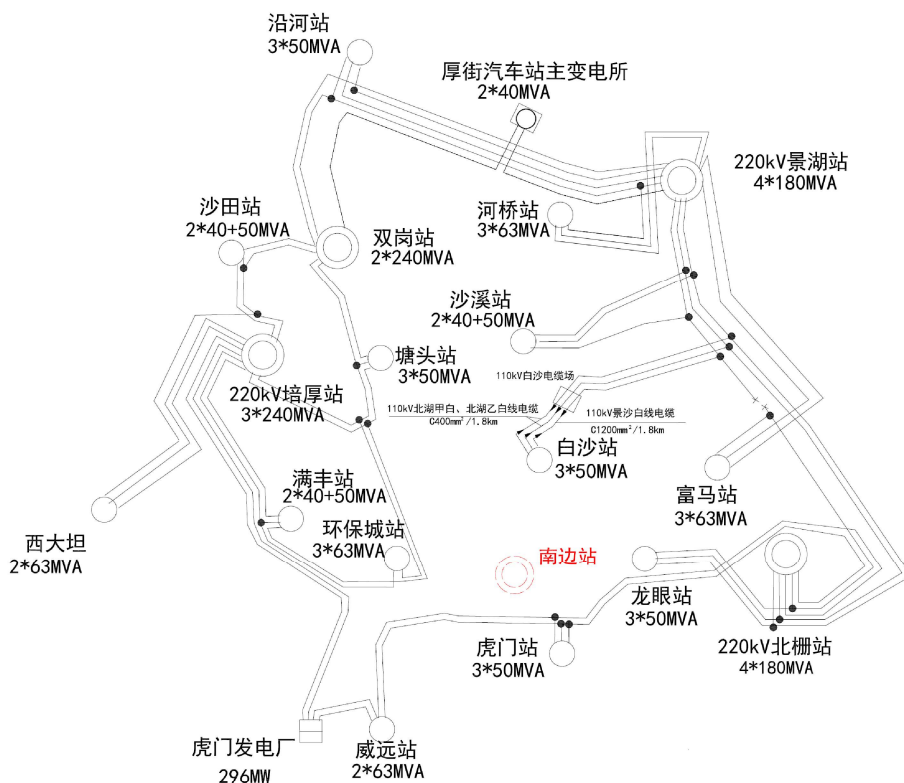 沿河站
3*50MVA
厚街汽车站主变电所
2*40MVA
220kV景湖站
4*180MVA
沙田站
2*40+50MVA
双岗站
2*240MVA
河桥站
3*63MVA
沙溪站
2*40+50MVA
塘头站
3*50MVA
110kV白沙电缆场
220kV培厚站
3*240MVA
110kV北湖甲白、北湖乙白线电缆
C400mm²/1.8km
110kV景沙白线电缆
C1200mm²/1.8km
白沙站
3*50MVA
满丰站
2*40+50MVA
富马站
3*63MVA
环保城站
3*63MVA
西大坦
2*63MVA
南边站
龙眼站
3*50MVA
虎门站
3*50MVA
220kV北栅站
4*180MVA
虎门发电厂
296MW
威远站
2*63MVA